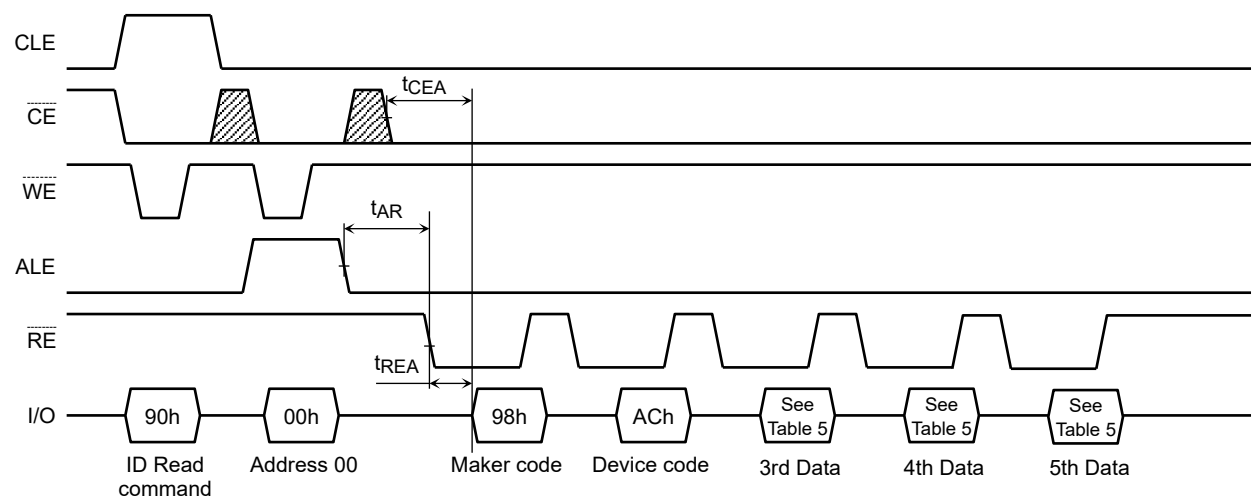 CLE
tCEA
CE
WE
tAR
ALE
RE
tREA
I/O
90h
00h
98h
ACh
See
Table 5
See
Table 5
See
Table 5
ID Read
command
Address 00
Maker code
Device code
3rd Data
4th Data
5th Data